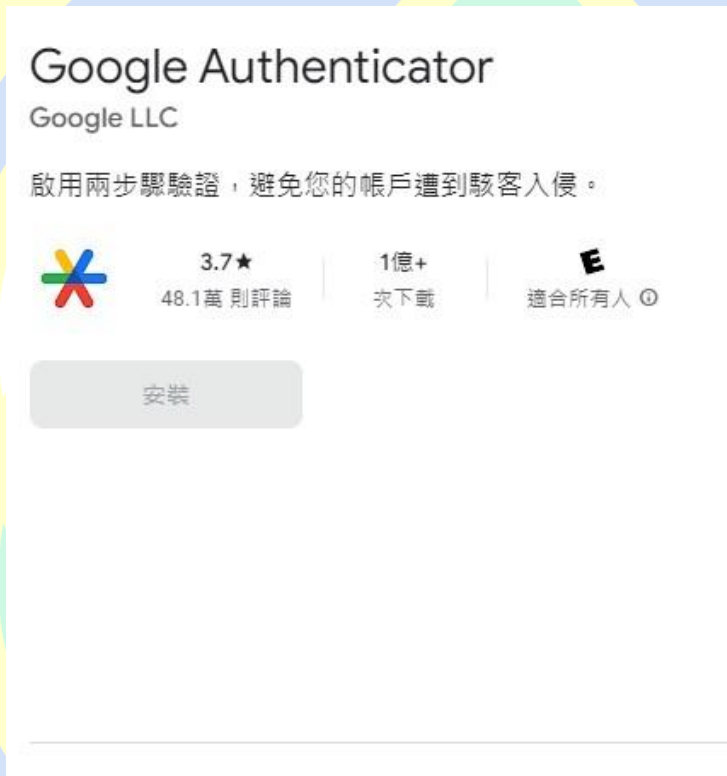 Google Authenticator
Google LLC
啟用兩步驟驗證，避免您的帳戶遭到駭客入侵。
3.7★
48.1萬 則評論
1億+
次下載
E
適合所有人
安裝